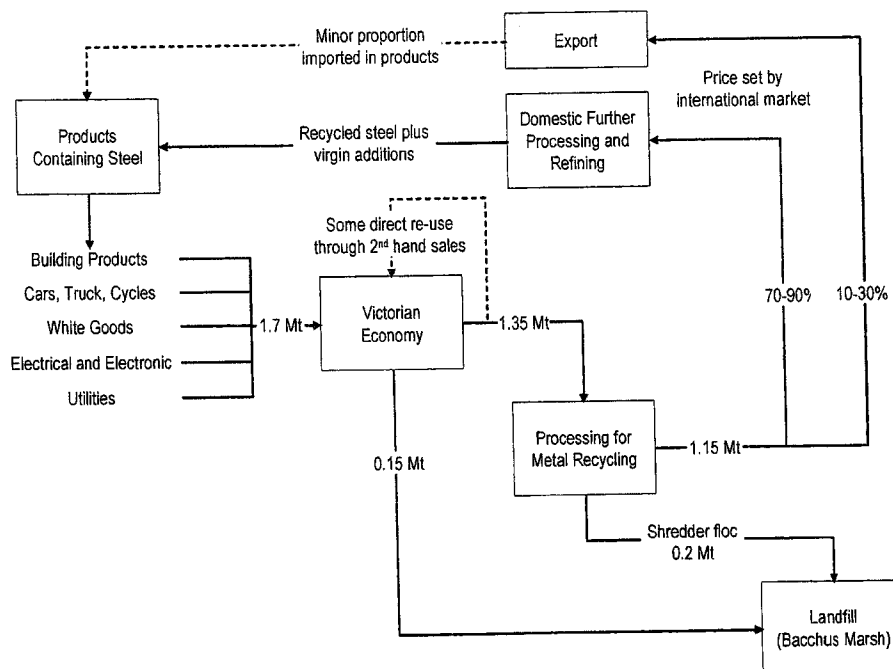 Minor proportion
imported in products
Export
Price set by
international market
Products
Containing Steel
Recycled steel plus
virgin additions
Domestic Further
Processing and
Refining
Some direct re-use
through 2nd hand sales
Building Products
Cars, Truck, Cycles
White Goods
Electrical and Electronic
Utilities
1.7 Mt
Victorian
Economy
1.35 Mt
70-90%
10-30%
Processing for
Metal Recycling
1.15 Mt
0.15 Mt
Shredder floc
0.2 Mt
Landfill
(Bacchus Marsh)